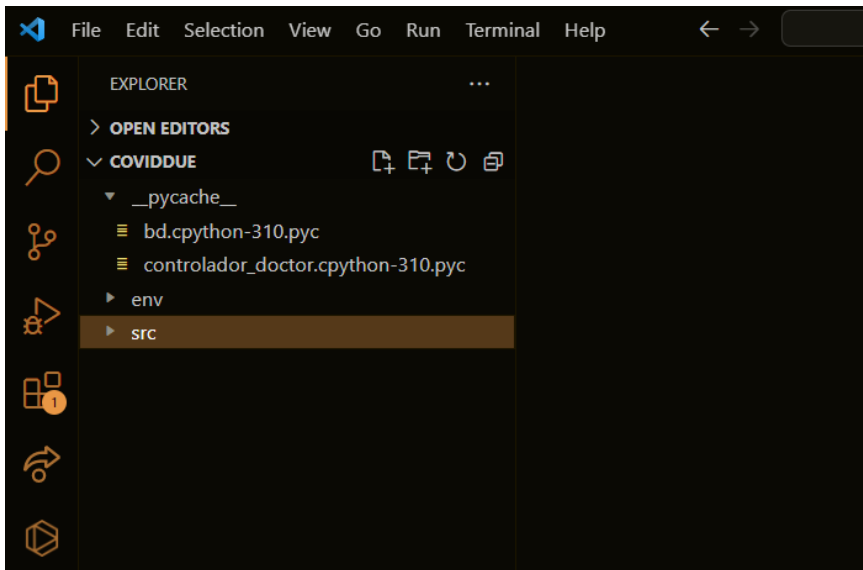 File Edit Selection View Go Run Terminal Help
EXPLORER
OPEN EDITORS
COVIDDUE
__pycache__
bd.cpython-310.pyc
controlador_doctor.cpython-310.pyc
env
src
1